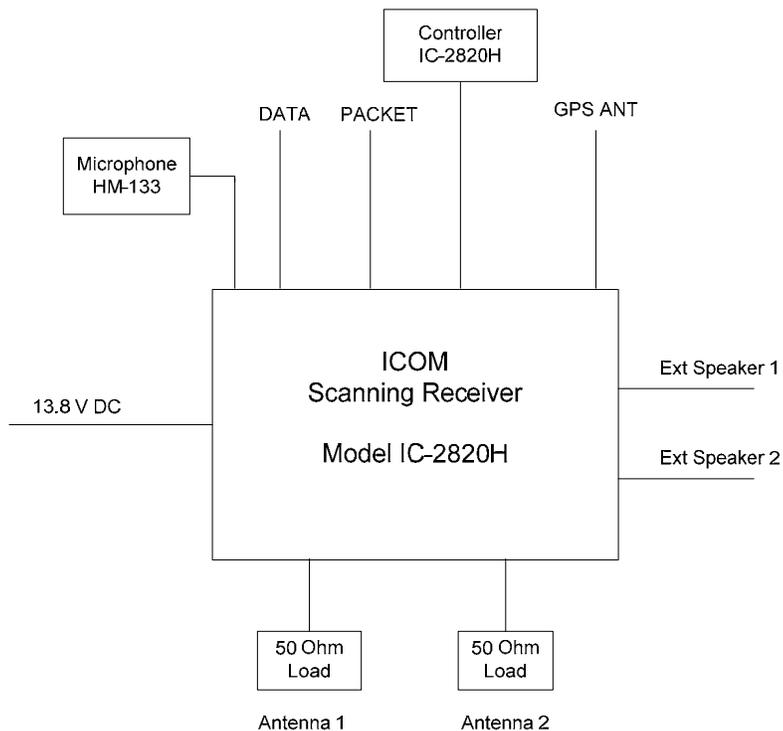 Controller
IC-2820H
DATA
PACKET
GPS ANT
Microphone
HM-133
ICOM
Scanning Receiver
Model IC-2820H
Ext Speaker 1
13.8 V DC
Ext Speaker 2
50 Ohm
Load
50 Ohm
Load
Antenna 1
Antenna 2